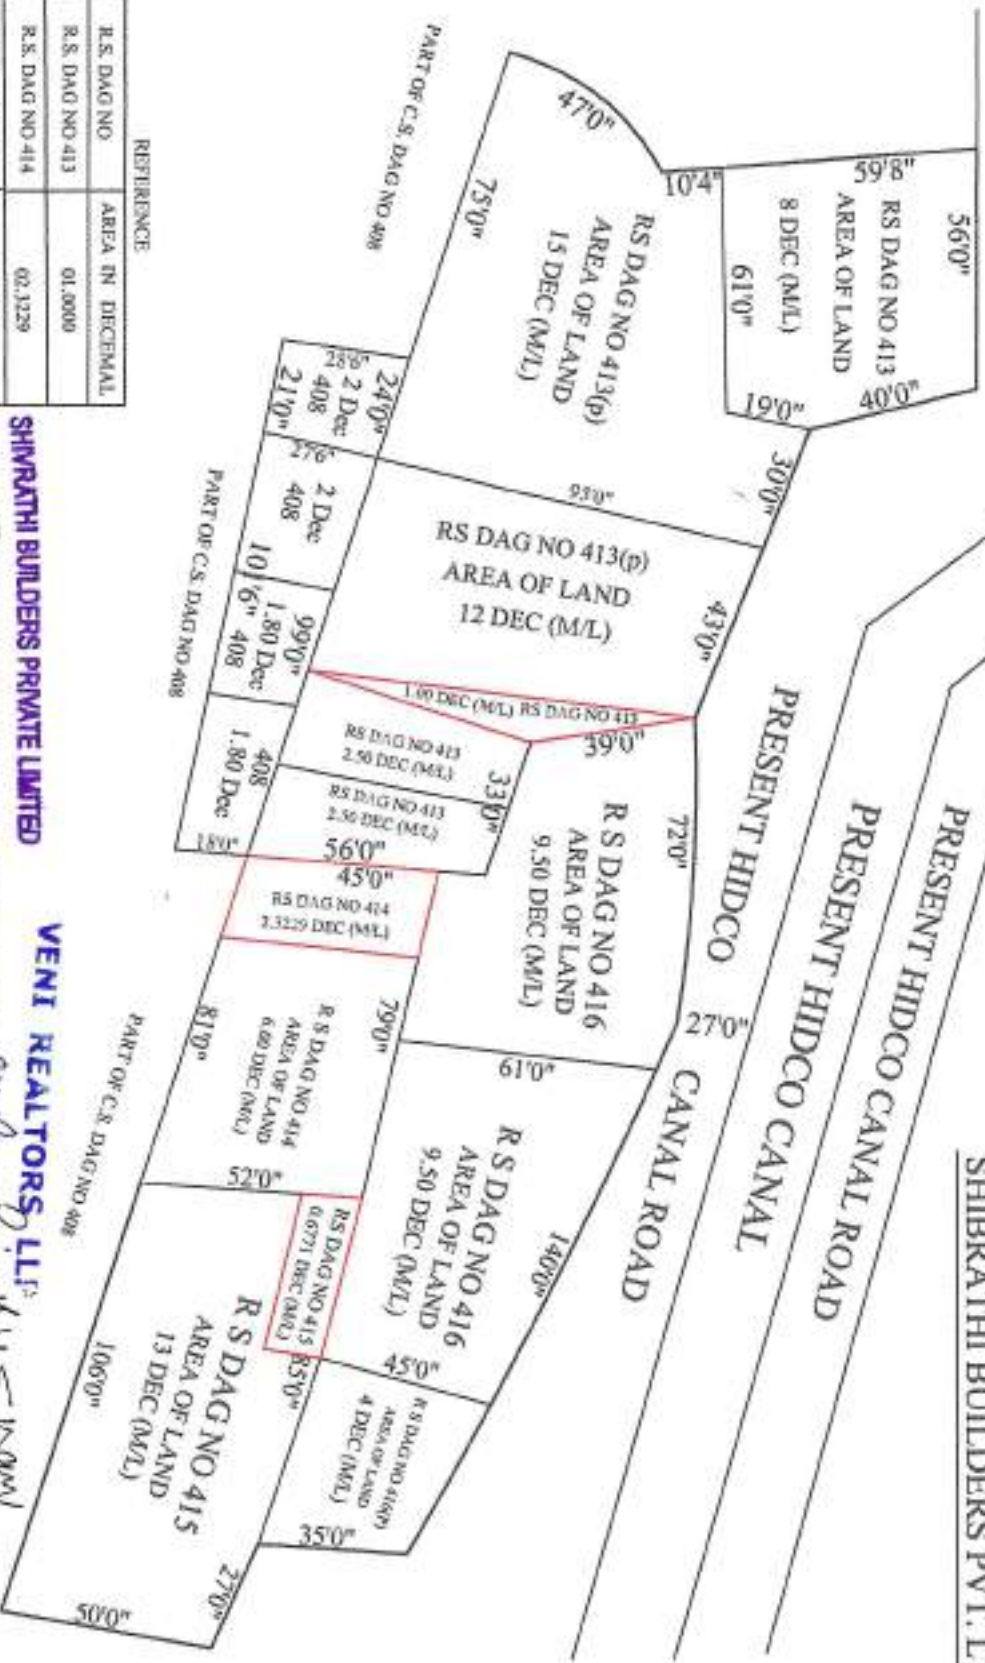 SHIBRATHI BUILDERS PVT. L
PRESENT HIDCO CANAL ROAD
PRESENT HIDCO CANAL
PRESENT HIDCO
CANAL ROAD
27'0"
56'0"
59'8"
RS DAG NO 413
AREA OF LAND
8 DEC (M/L)
61'0"
40'0"
19'0"
10'4"
47'0"
75'0"
RS DAG NO 413(p)
AREA OF LAND
15 DEC (M/L)
30'0"
93'0"
43'0"
RS DAG NO 413(p)
AREA OF LAND
12 DEC (M/L)
1.00 DEC (M/L) RS DAG NO 413
39'0"
72'0"
R S DAG NO 416
AREA OF LAND
9.50 DEC (M/L)
33'0"
RS DAG NO 413
2.50 DEC (M/L)
RS DAG NO 413
2.50 DEC (M/L)
56'0"
45'0"
RS DAG NO 414
2.3229 DEC (M/L)
61'0"
140'0"
R S DAG NO 416
AREA OF LAND
9.50 DEC (M/L)
79'0"
R S DAG NO 414
AREA OF LAND
6.00 DEC (M/L)
81'0"
52'0"
RS DAG NO 415
0.6771 DEC (M/L)
85'0"
45'0"
R S DAG NO 416(P)
AREA OF LAND
4 DEC (M/L)
35'0"
R S DAG NO 415
AREA OF LAND
13 DEC (M/L)
106'0"
27'0"
50'0"
24'0"
28'6"
2 Dec
408
21'0"
27'6"
2 Dec
408
99'0"
1.80 Dec
101'6" 408
408
1.80 Dec
18'0"
PART OF C.S. DAG NO 408
PART OF C.S. DAG NO 408
PART OF C.S. DAG NO 408
REFERENCE
R.S. DAG NO AREA IN DECEMAL
R.S. DAG NO 413 01.0000
R.S. DAG NO 414 02.3229
SHIVRATHI BUILDERS PRIVATE LIMITED
VENI REALTORS LLP